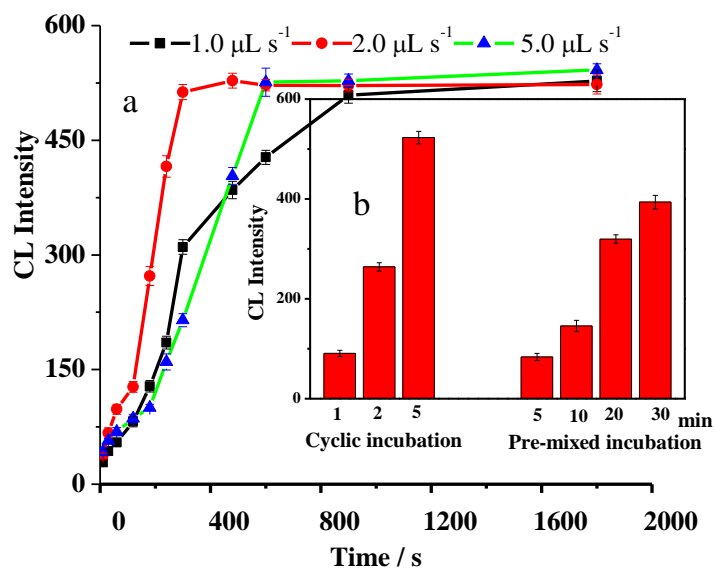 1.0 μL s⁻¹ 2.0 μL s⁻¹ 5.0 μL s⁻¹
a
CL Intensity
600
450
300
150
0
0 400 800 1200 1600 2000
Time / s
b
CL Intensity
600
400
200
0
1 2 5 5 10 20 30 min
Cyclic incubation Pre-mixed incubation